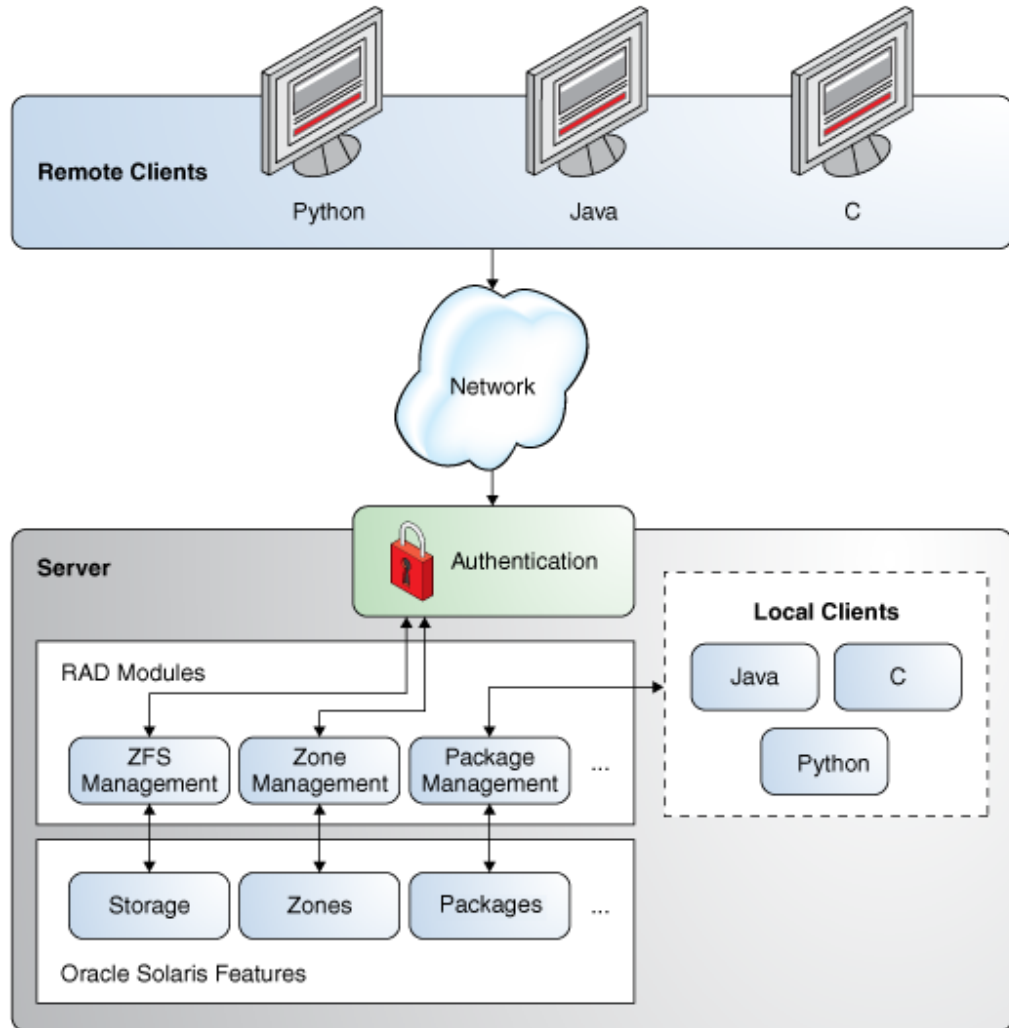 Remote Clients
Python
Java
C
Network
Server
Authentication
Local Clients
Java
C
Python
RAD Modules
ZFS
Management
Zone
Management
Package
Management
...
Storage
Zones
Packages
...
Oracle Solaris Features